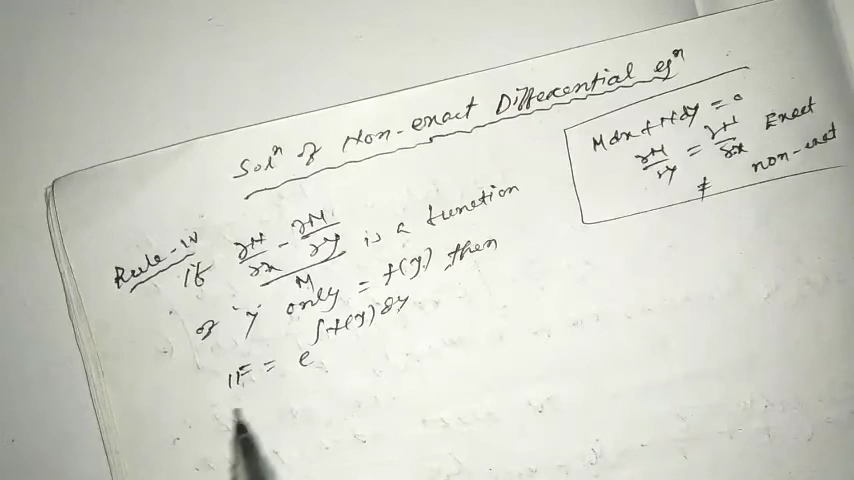 Solⁿ of Non-exact Differential eqⁿ
Mdx + Ndy = 0
∂M/∂y = ∂N/∂x Exact
≠ non-exact
Rule-IV
if (∂N/∂x - ∂M/∂y)/M is a function
of 'y' only = f(y) then
IF = e^∫f(y)dy